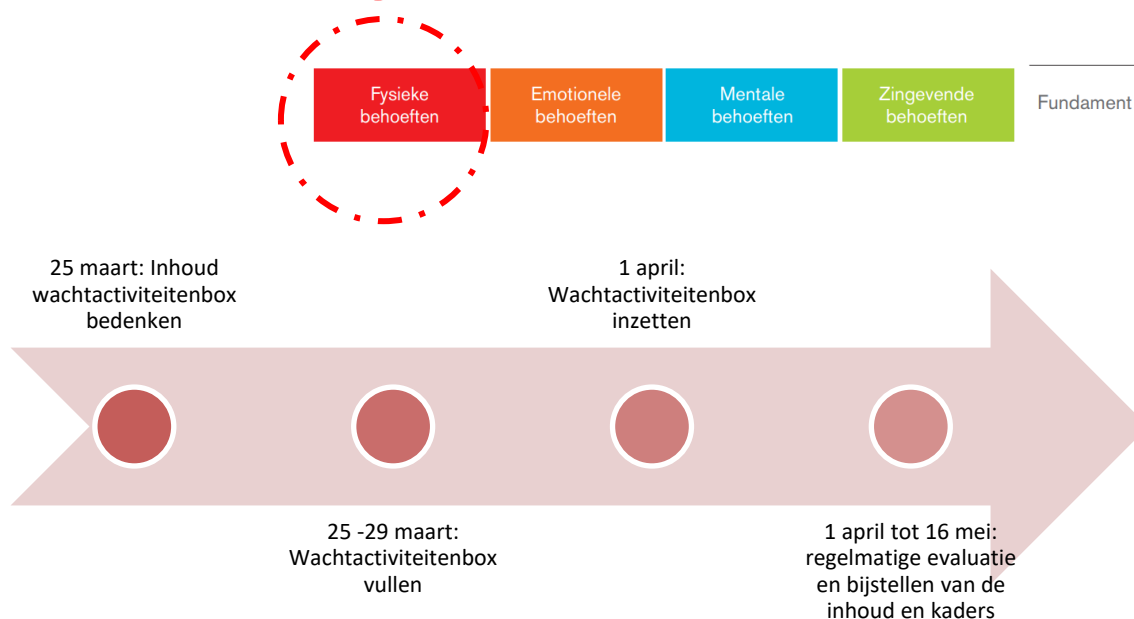 Fysieke
behoeften
Emotionele
behoeften
Mentale
behoeften
Zingevende
behoeften
Fundament
25 maart: Inhoud
wachtactiviteitenbox
bedenken
1 april:
Wachtactiviteitenbox
inzetten
25 -29 maart:
Wachtactiviteitenbox
vullen
1 april tot 16 mei:
regelmatige evaluatie
en bijstellen van de
inhoud en kaders